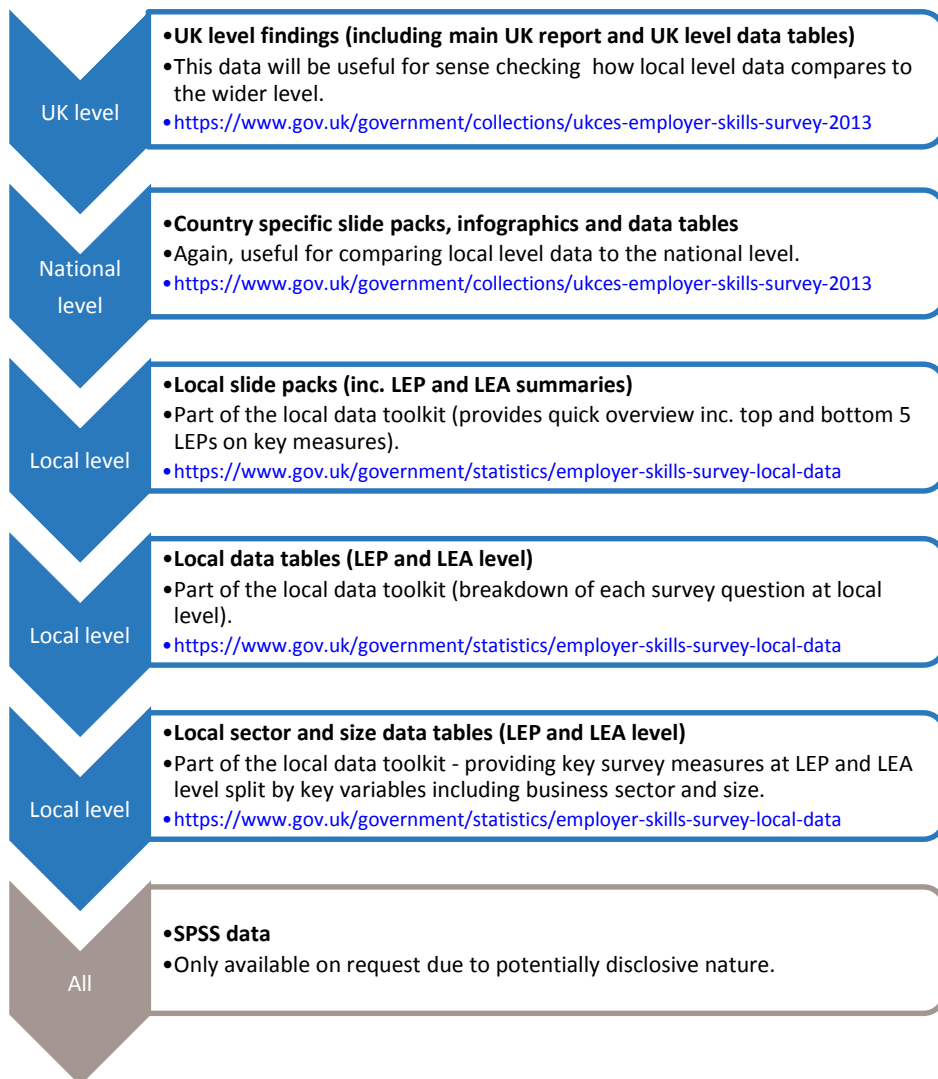 •UK level findings (including main UK report and UK level data tables)
•This data will be useful for sense checking how local level data compares to
the wider level.
•https://www.gov.uk/government/collections/ukces-employer-skills-survey-2013
UK level
•Country specific slide packs, infographics and data tables
•Again, useful for comparing local level data to the national level.
•https://www.gov.uk/government/collections/ukces-employer-skills-survey-2013
National
level
•Local slide packs (inc. LEP and LEA summaries)
•Part of the local data toolkit (provides quick overview inc. top and bottom 5
LEPs on key measures).
•https://www.gov.uk/government/statistics/employer-skills-survey-local-data
Local level
•Local data tables (LEP and LEA level)
•Part of the local data toolkit (breakdown of each survey question at local
level).
•https://www.gov.uk/government/statistics/employer-skills-survey-local-data
Local level
•Local sector and size data tables (LEP and LEA level)
•Part of the local data toolkit - providing key survey measures at LEP and LEA
level split by key variables including business sector and size.
•https://www.gov.uk/government/statistics/employer-skills-survey-local-data
Local level
•SPSS data
•Only available on request due to potentially disclosive nature.
All